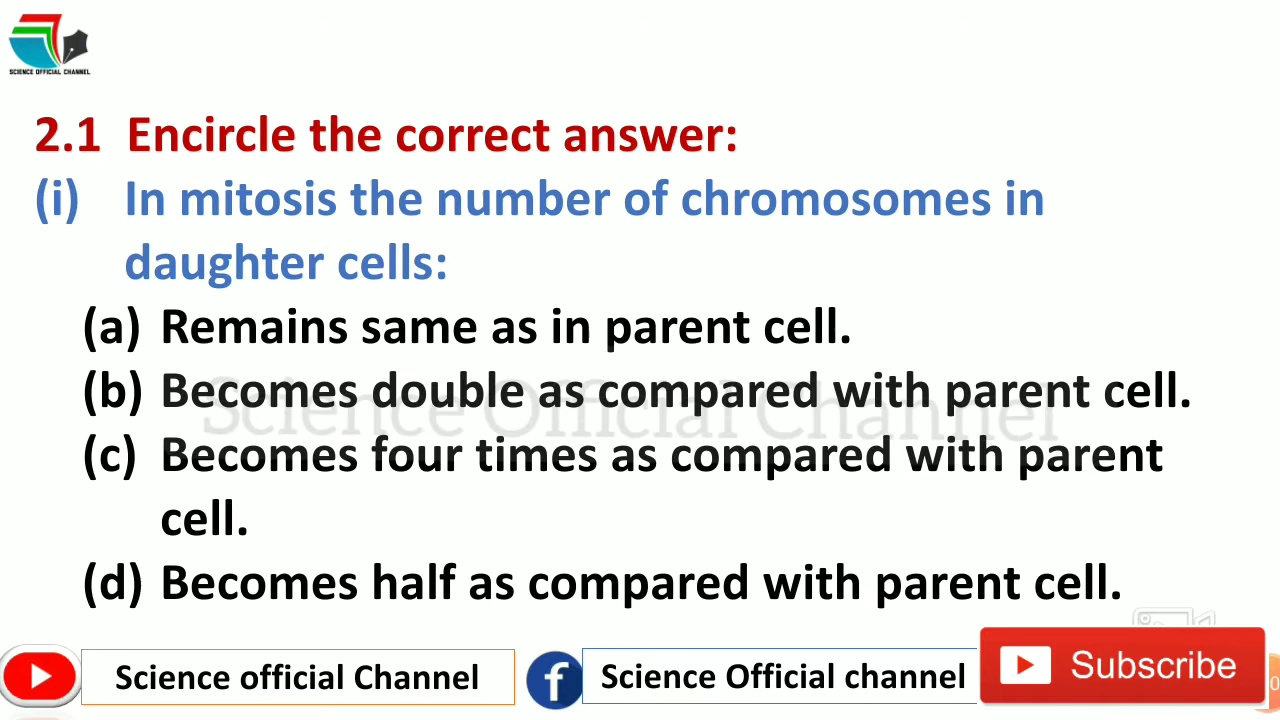 SCIENCE OFFICIAL CHANNEL
2.1 Encircle the correct answer:
(i) In mitosis the number of chromosomes in
daughter cells:
(a) Remains same as in parent cell.
(b) Becomes double as compared with parent cell.
Science Official Channel
(c) Becomes four times as compared with parent
cell.
(d) Becomes half as compared with parent cell.
Science official Channel
f Science Official channel
Subscribe